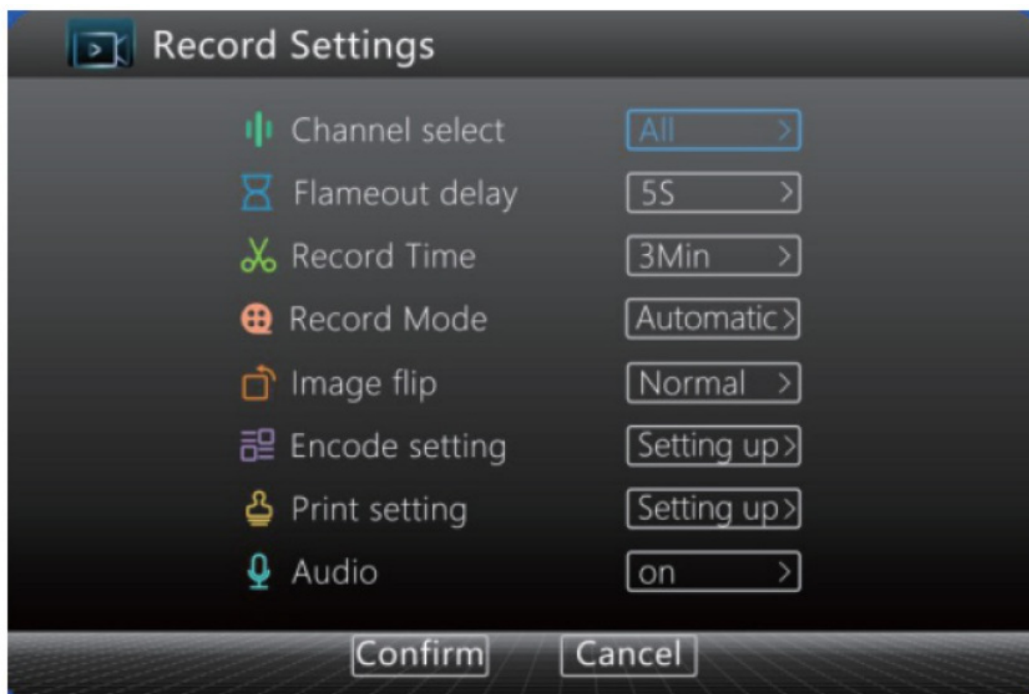 Record Settings
Channel select All >
Flameout delay 5S >
Record Time 3Min >
Record Mode Automatic >
Image flip Normal >
Encode setting Setting up >
Print setting Setting up >
Audio on >
Confirm Cancel